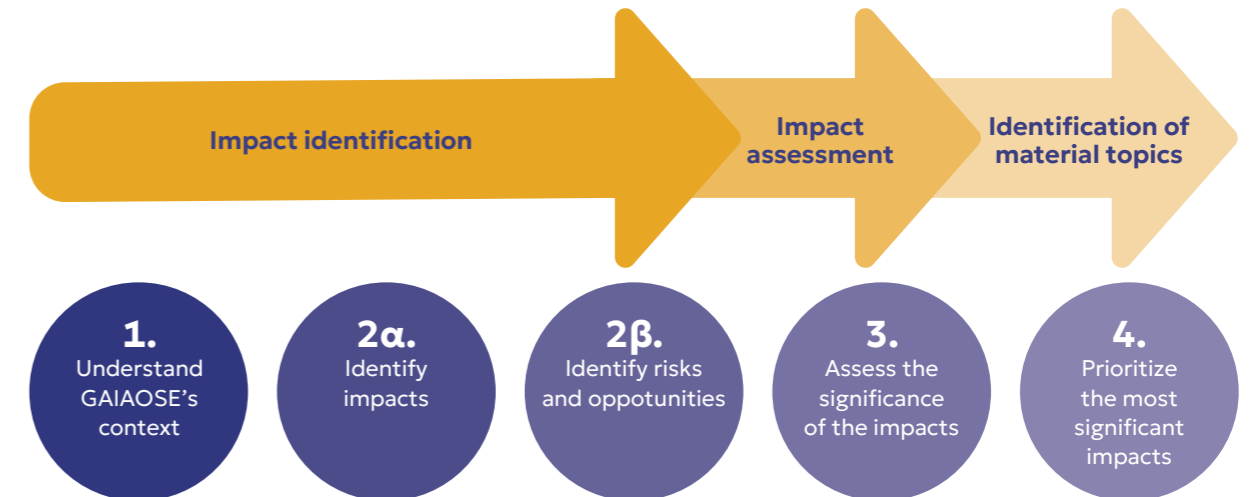 Impact identification
Impact
assessment
Identification of
material topics
1.
Understand
GAIAOSE's
context
2α.
Identify
impacts
2β.
Identify risks
and oppotunities
3.
Assess the
significance
of the impacts
4.
Prioritize
the most
significant
impacts